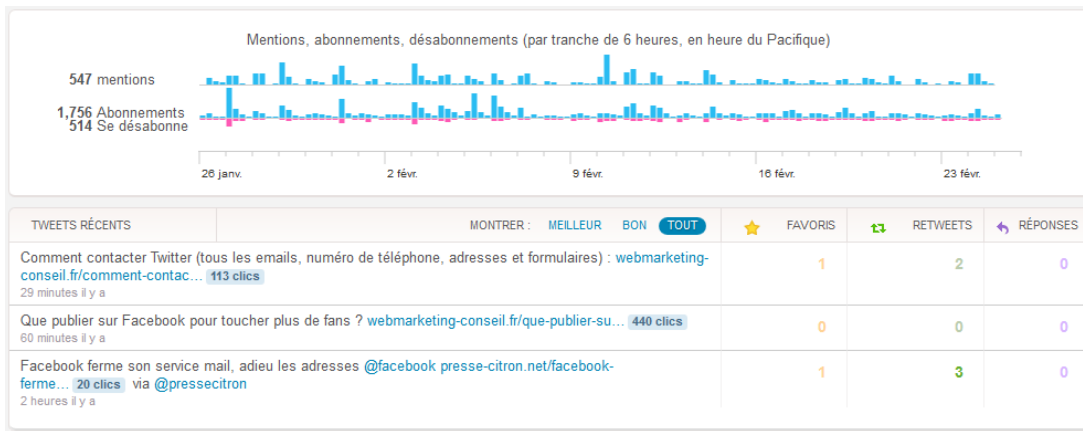 Mentions, abonnements, désabonnements (par tranche de 6 heures, en heure du Pacifique)
547 mentions
1,756 Abonnements
514 Se désabonne
26 janv. 2 févr. 9 févr. 16 févr. 23 févr.
TWEETS RÉCENTS MONTRER : MEILLEUR BON TOUT FAVORIS RETWEETS RÉPONSES
Comment contacter Twitter (tous les emails, numéro de téléphone, adresses et formulaires) : webmarketing-
conseil.fr/comment-contac... 113 clics 1 2 0
29 minutes il y a
Que publier sur Facebook pour toucher plus de fans ? webmarketing-conseil.fr/que-publier-su... 440 clics 0 0 0
60 minutes il y a
Facebook ferme son service mail, adieu les adresses @facebook presse-citron.net/facebook-
ferme... 20 clics via @pressecitron 1 3 0
2 heures il y a